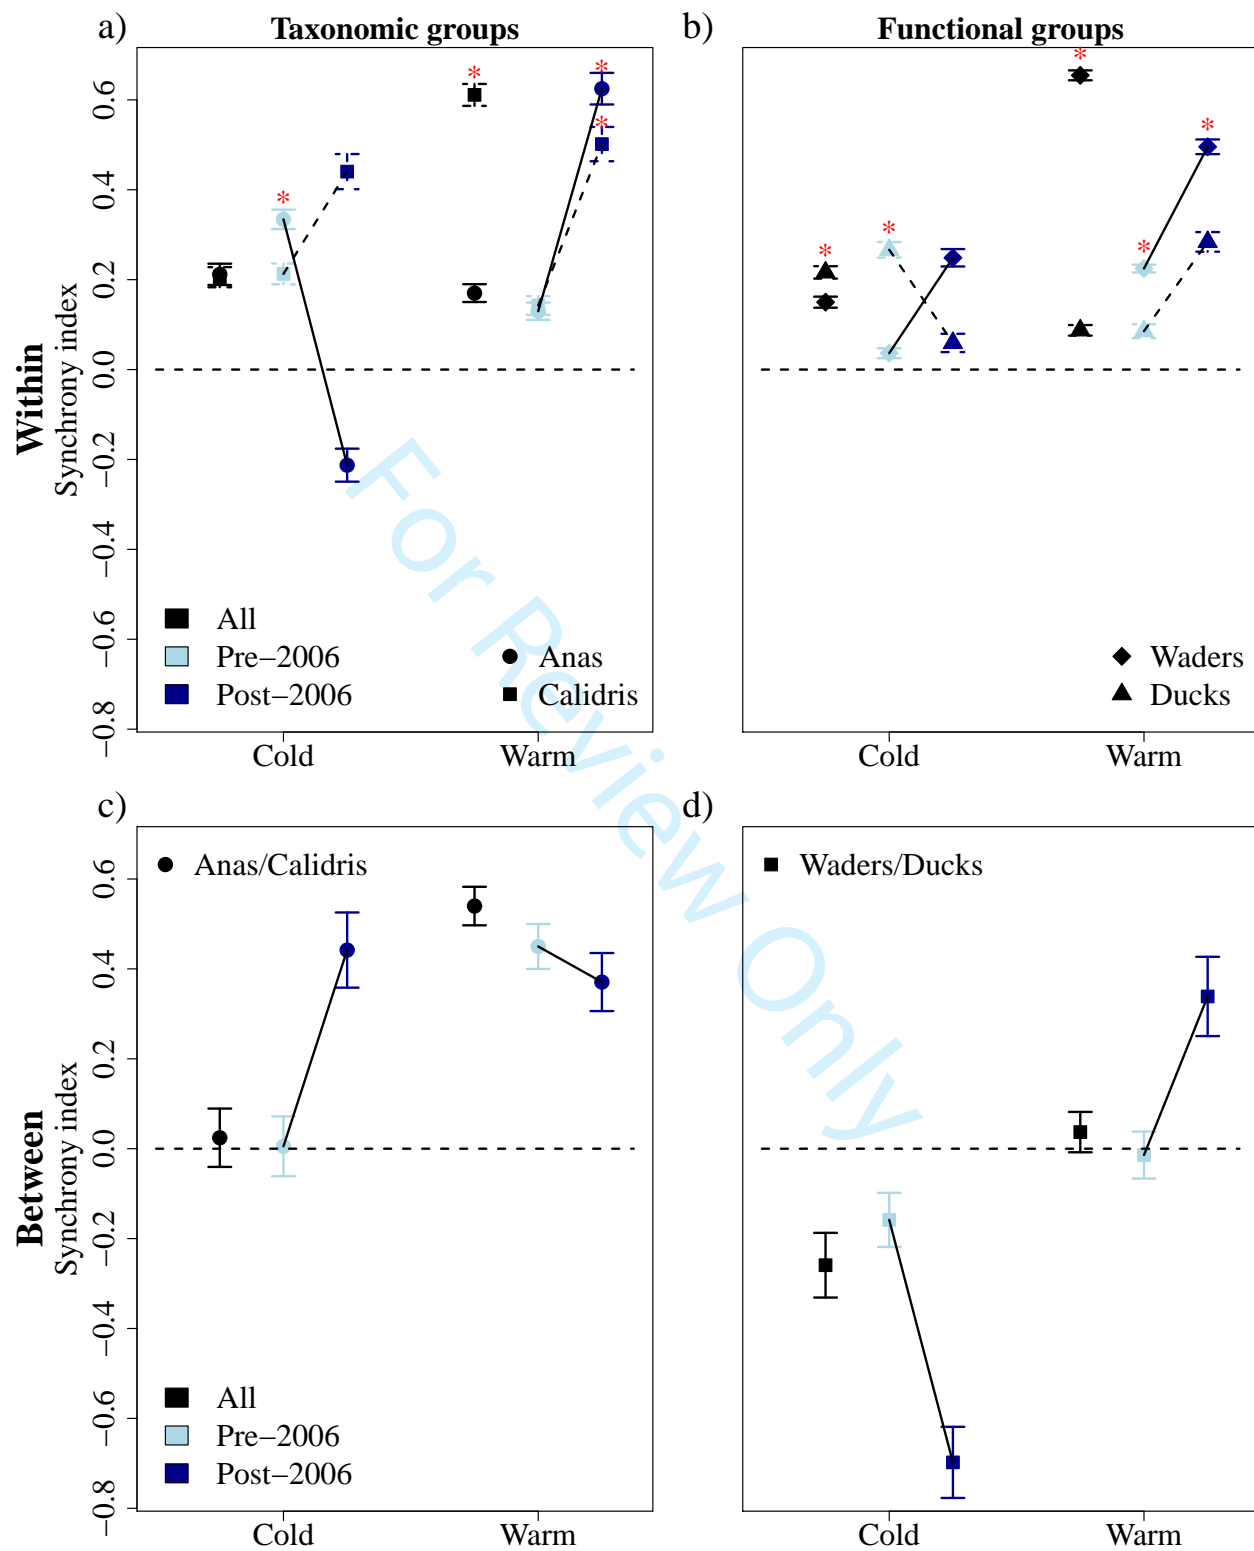 a) Taxonomic groups
b) Functional groups
Within
Synchrony index
0.6
0.4
0.2
0.0
−0.2
−0.4
−0.6
−0.8
* * * *
* * * * *
All
Pre−2006
Post−2006
Anas
Calidris
Waders
Ducks
Cold Warm
Cold Warm
c)
d)
Between
Synchrony index
0.6
0.4
0.2
0.0
−0.2
−0.4
−0.6
−0.8
Anas/Calidris
Waders/Ducks
All
Pre−2006
Post−2006
Cold Warm
Cold Warm
For Review Only